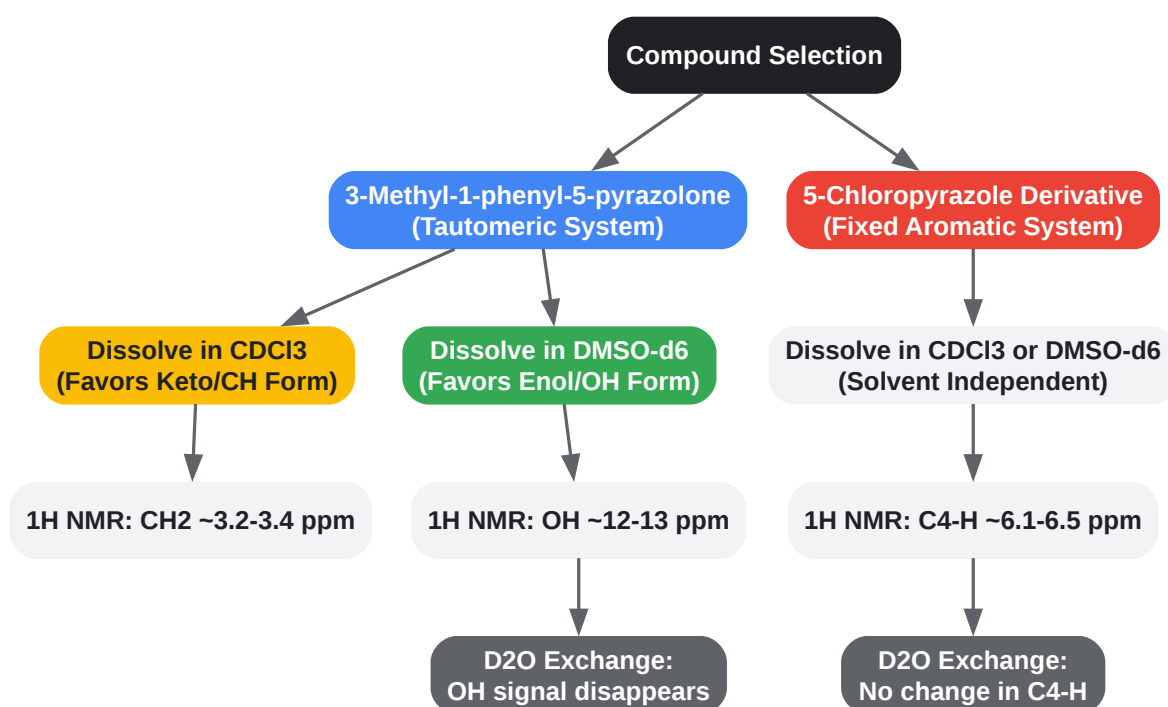 Compound Selection
3-Methyl-1-phenyl-5-pyrazolone
(Tautomeric System)
5-Chloropyrazole Derivative
(Fixed Aromatic System)
Dissolve in CDCl3
(Favors Keto/CH Form)
Dissolve in DMSO-d6
(Favors Enol/OH Form)
Dissolve in CDCl3 or DMSO-d6
(Solvent Independent)
1H NMR: CH2 ~3.2-3.4 ppm
1H NMR: OH ~12-13 ppm
1H NMR: C4-H ~6.1-6.5 ppm
D2O Exchange:
OH signal disappears
D2O Exchange:
No change in C4-H